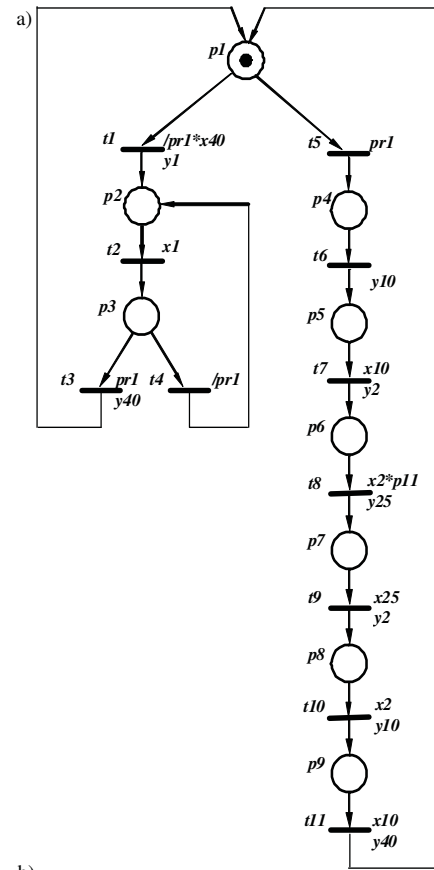 a)
p1
t1 /pr1*x40
y1
t5 pr1
p2
p4
t2 x1
t6
y10
p3
p5
t3 pr1 t4 /pr1
y40
t7 x10
y2
p6
t8 x2*p11
y25
p7
t9 x25
y2
p8
t10 x2
y10
p9
t11 x10
y40